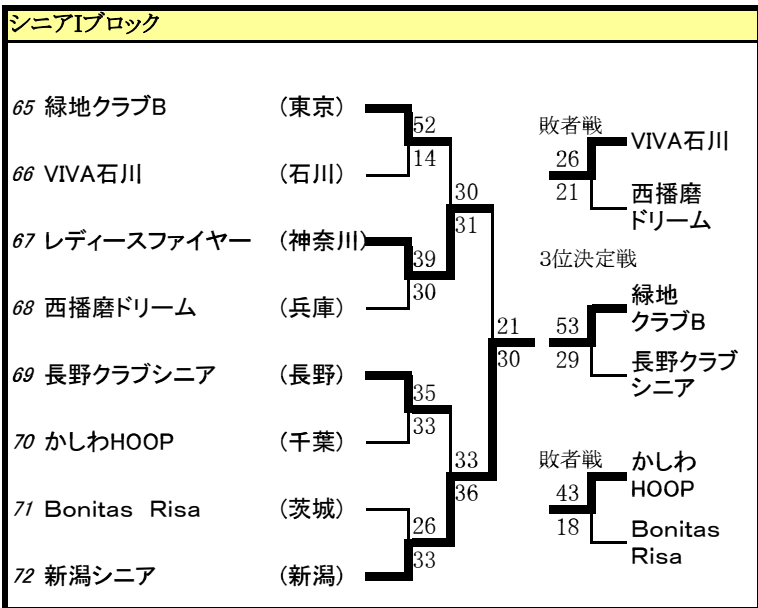 シニアIブロック
65 緑地クラブB (東京)
66 VIVA石川 (石川)
67 レディースファイヤー (神奈川)
68 西播磨ドリーム (兵庫)
69 長野クラブシニア (長野)
70 かしわHOOP (千葉)
71 Bonitas Risa (茨城)
72 新潟シニア (新潟)
52
14
39
30
35
33
26
33
30
31
33
36
21
30
敗者戦
26
21
VIVA石川
西播磨
ドリーム
3位決定戦
53
29
緑地
クラブB
長野クラブ
シニア
敗者戦
43
18
かしわ
HOOP
Bonitas
Risa